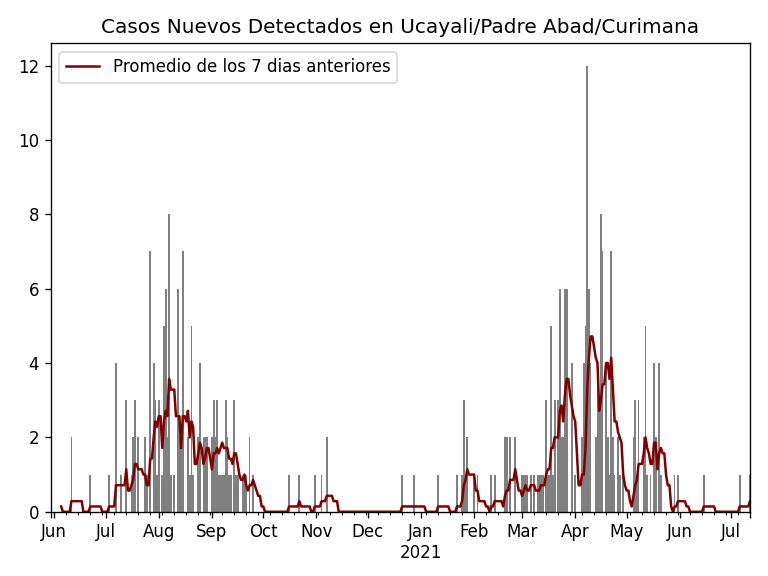 Casos Nuevos Detectados en Ucayali/Padre Abad/Curimana
Promedio de los 7 dias anteriores
12
10
8
6
4
2
0
Jun Jul Aug Sep Oct Nov Dec Jan Feb Mar Apr May Jun Jul
2021